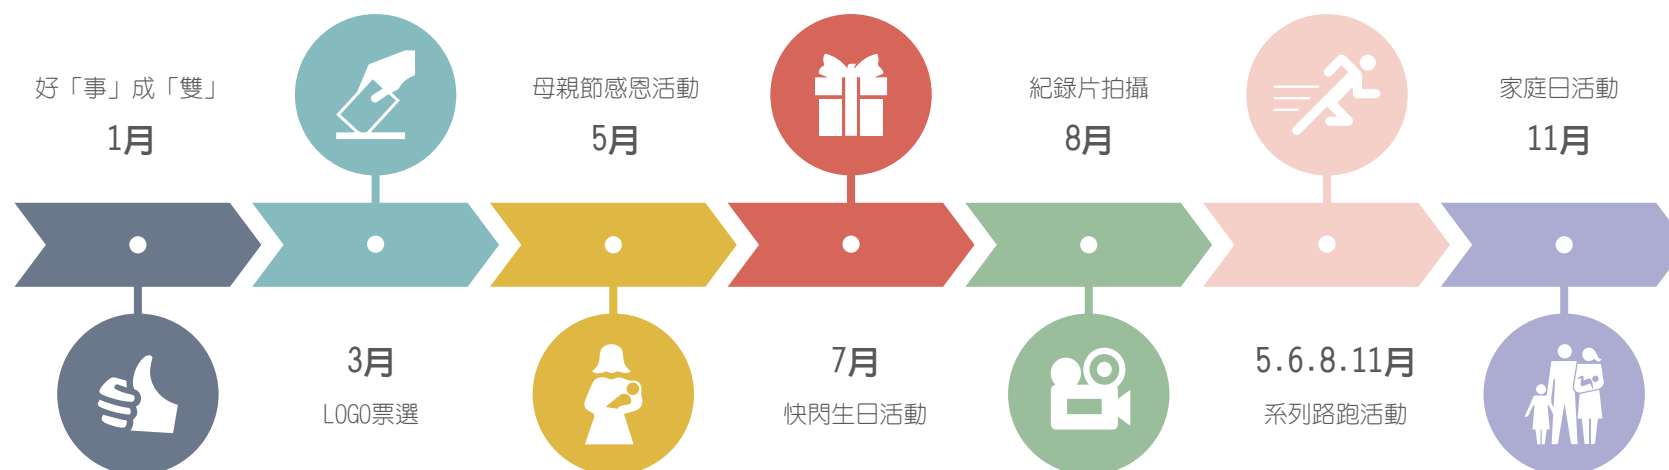 好「事」成「雙」
1月
3月
LOGO票選
母親節感恩活動
5月
7月
快閃生日活動
紀錄片拍攝
8月
5.6.8.11月
系列路跑活動
家庭日活動
11月